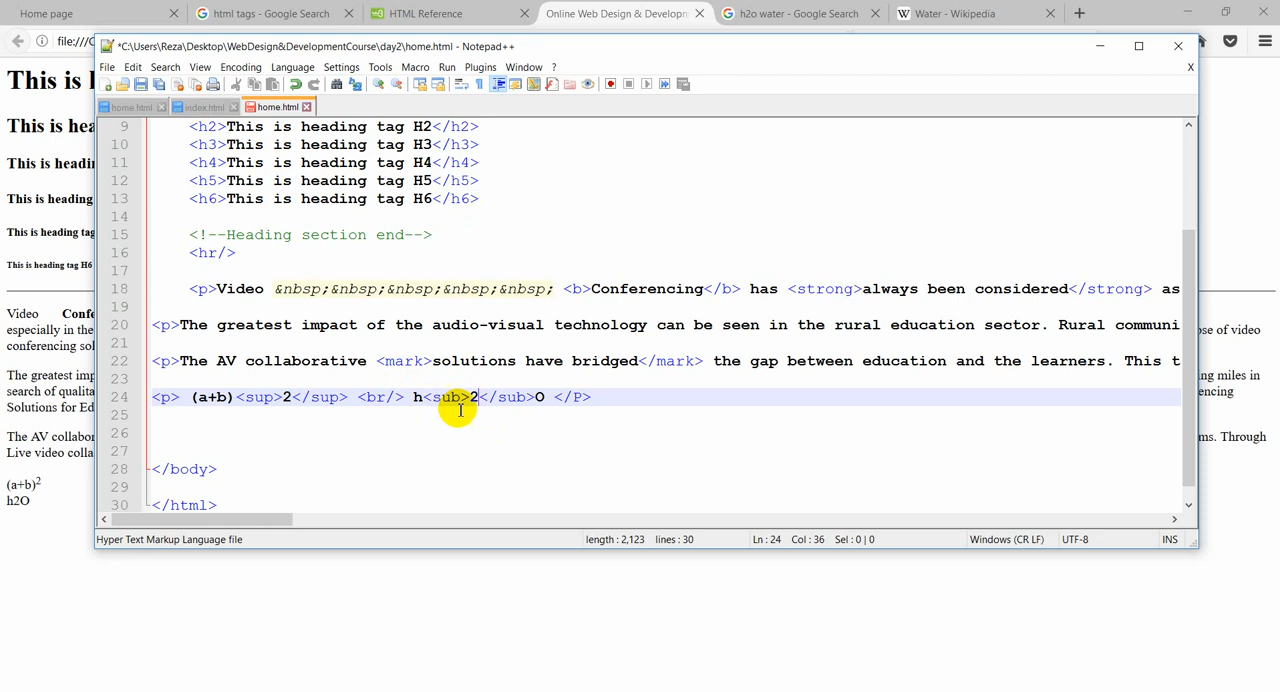 Home page
html tags - Google Search
HTML Reference
Online Web Design & Developm
h2o water - Google Search
Water - Wikipedia
file:///C
*C:\Users\Reza\Desktop\WebDesign&DevelopmentCourse\day2\home.html - Notepad++
File Edit Search View Encoding Language Settings Tools Macro Run Plugins Window ? X
home.html index.html home.html
9 <h2>This is heading tag H2</h2>
10 <h3>This is heading tag H3</h3>
11 <h4>This is heading tag H4</h4>
12 <h5>This is heading tag H5</h5>
13 <h6>This is heading tag H6</h6>
14
15 <!--Heading section end-->
16 <hr/>
17
18 <p>Video &nbsp;&nbsp;&nbsp;&nbsp;&nbsp; <b>Conferencing</b> has <strong>always been considered</strong> as
19
20 <p>The greatest impact of the audio-visual technology can be seen in the rural education sector. Rural communi
21
22 <p>The AV collaborative <mark>solutions have bridged</mark> the gap between education and the learners. This t
23
24 <p> (a+b)<sup>2</sup> <br/> h<sub>2</sub>O </P>
25
26
27
28 </body>
29
30 </html>
Hyper Text Markup Language file length : 2,123 lines : 30 Ln : 24 Col : 36 Sel : 0 | 0 Windows (CR LF) UTF-8 INS
This is
This is hea
This is headin
This is heading
This is heading tag
This is heading tag H6
Video Confe
especially in the
conferencing sol
The greatest imp
search of qualita
Solutions for Ed
The AV collabor
Live video colla
(a+b)2
h2O
ose of video
ng miles in
encing
ms. Through